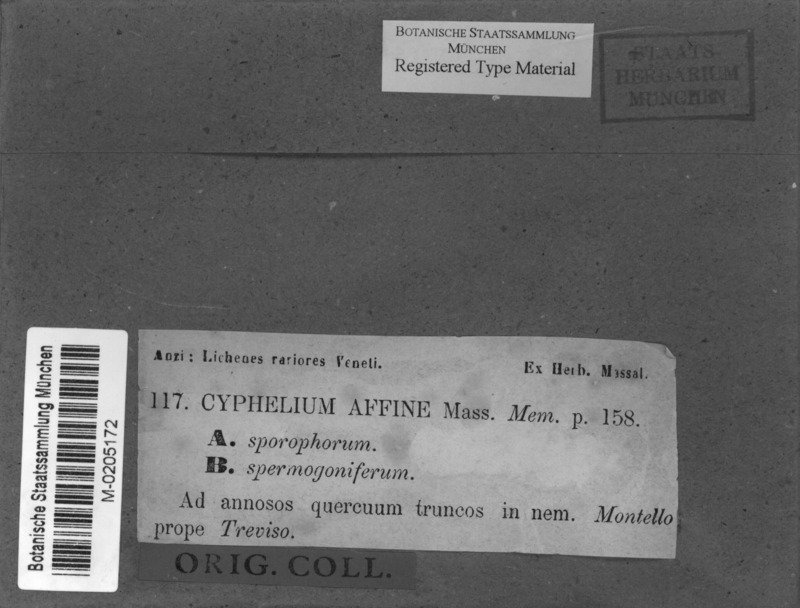 BOTANISCHE STAATSSAMMLUNG
MÜNCHEN
Registered Type Material
STAATS-
HERBARIUM
MÜNCHEN
Anzi: Lichenes rariores Veneti.
Ex Herb. Massal.
117. CYPHELIUM AFFINE Mass. Mem. p. 158.
A. sporophorum.
B. spermogoniferum.
Ad annosos quercuum truncos in nem. Montello
prope Treviso.
ORIG. COLL.
Botanische Staatssammlung München
M-0205172